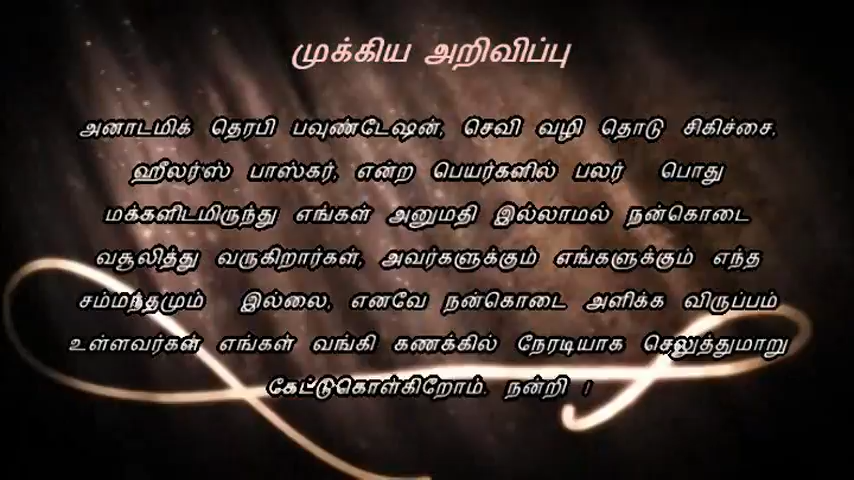 முக்கிய அறிவிப்பு
அனாடமிக் தெரபி பவுண்டேஷன், செவி வழி தொடு சிகிச்சை,
ஹீலர்ஸ் பாஸ்கர், என்ற பெயர்களில் பலர் பொது
மக்களிடமிருந்து எங்கள் அனுமதி இல்லாமல் நன்கொடை
வசூலித்து வருகிறார்கள், அவர்களுக்கும் எங்களுக்கும் எந்த
சம்மந்தமும் இல்லை, எனவே நன்கொடை அளிக்க விருப்பம்
உள்ளவர்கள் எங்கள் வங்கி கணக்கில் நேரடியாக செலுத்துமாறு
கேட்டுகொள்கிறோம். நன்றி !